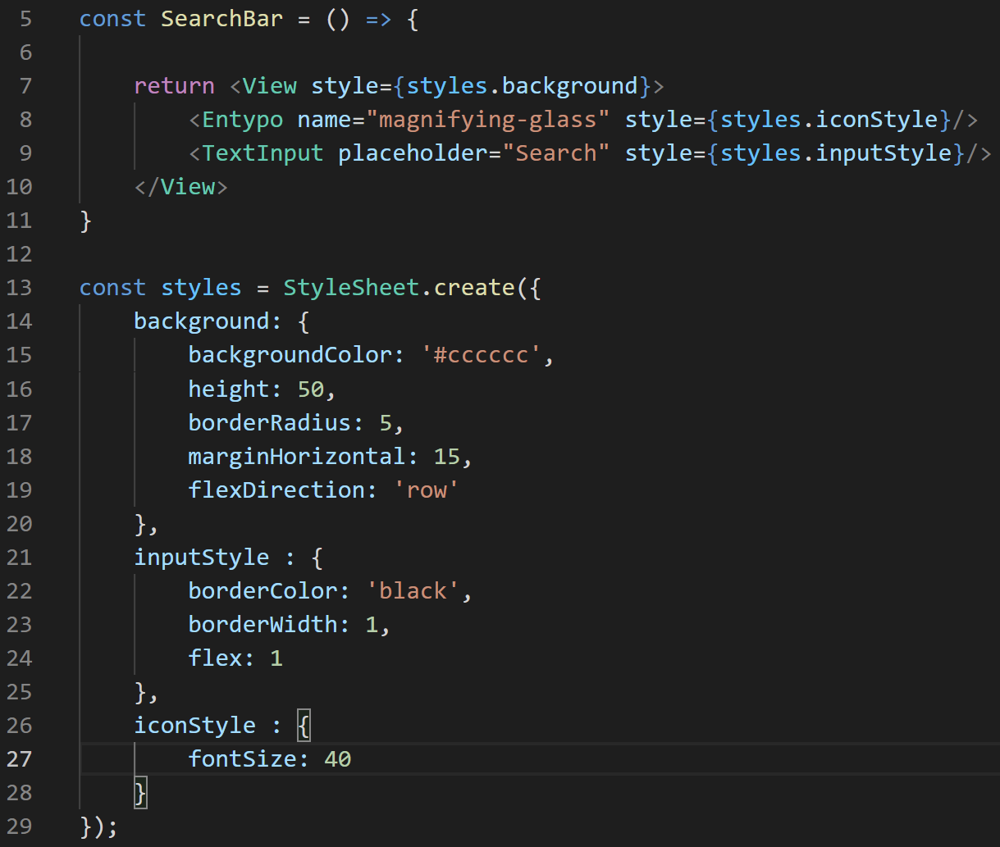 5 const SearchBar = () => {
6
7 return <View style={styles.background}>
8 <Entypo name="magnifying-glass" style={styles.iconStyle}/>
9 <TextInput placeholder="Search" style={styles.inputStyle}/>
10 </View>
11 }
12
13 const styles = StyleSheet.create({
14 background: {
15 backgroundColor: '#cccccc',
16 height: 50,
17 borderRadius: 5,
18 marginHorizontal: 15,
19 flexDirection: 'row'
20 },
21 inputStyle : {
22 borderColor: 'black',
23 borderWidth: 1,
24 flex: 1
25 },
26 iconStyle : {
27 fontSize: 40
28 }
29 });